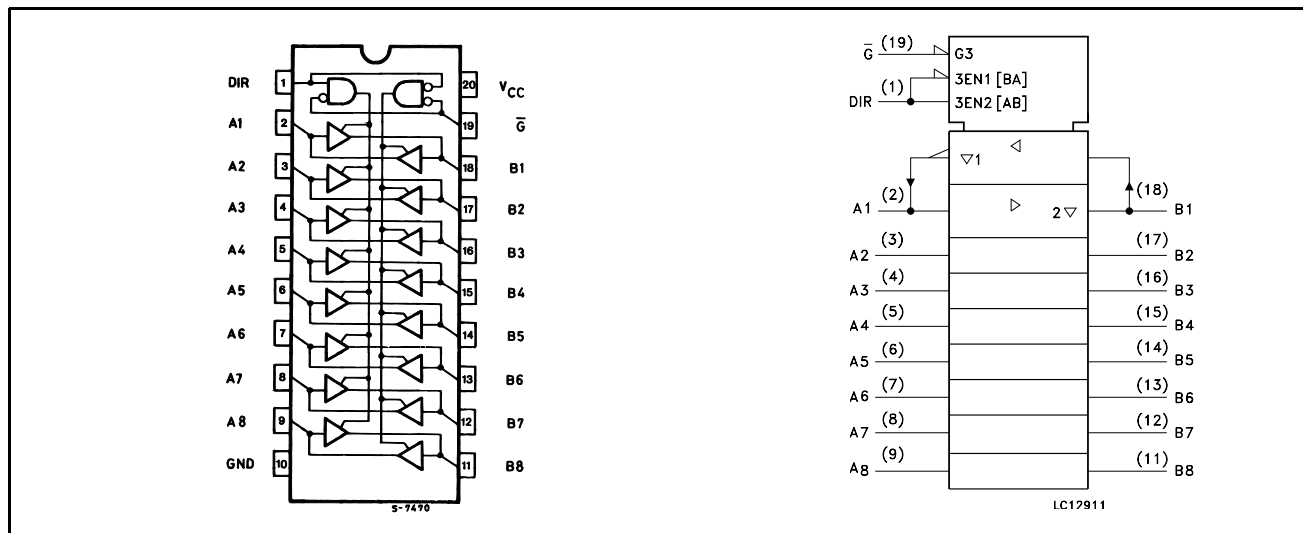 DIR 1 20 VCC
A1 2 19 G̅
A2 3 18 B1
A3 4 17 B2
A4 5 16 B3
A5 6 15 B4
A6 7 14 B5
A7 8 13 B6
A8 9 12 B7
GND 10 11 B8
S-7470
G̅ (19) G3
3EN1 [BA]
DIR (1) 3EN2 [AB]
▽1 ◁
A1 (2) ▷ 2▽ (18) B1
A2 (3) (17) B2
A3 (4) (16) B3
A4 (5) (15) B4
A5 (6) (14) B5
A6 (7) (13) B6
A7 (8) (12) B7
A8 (9) (11) B8
LC12911